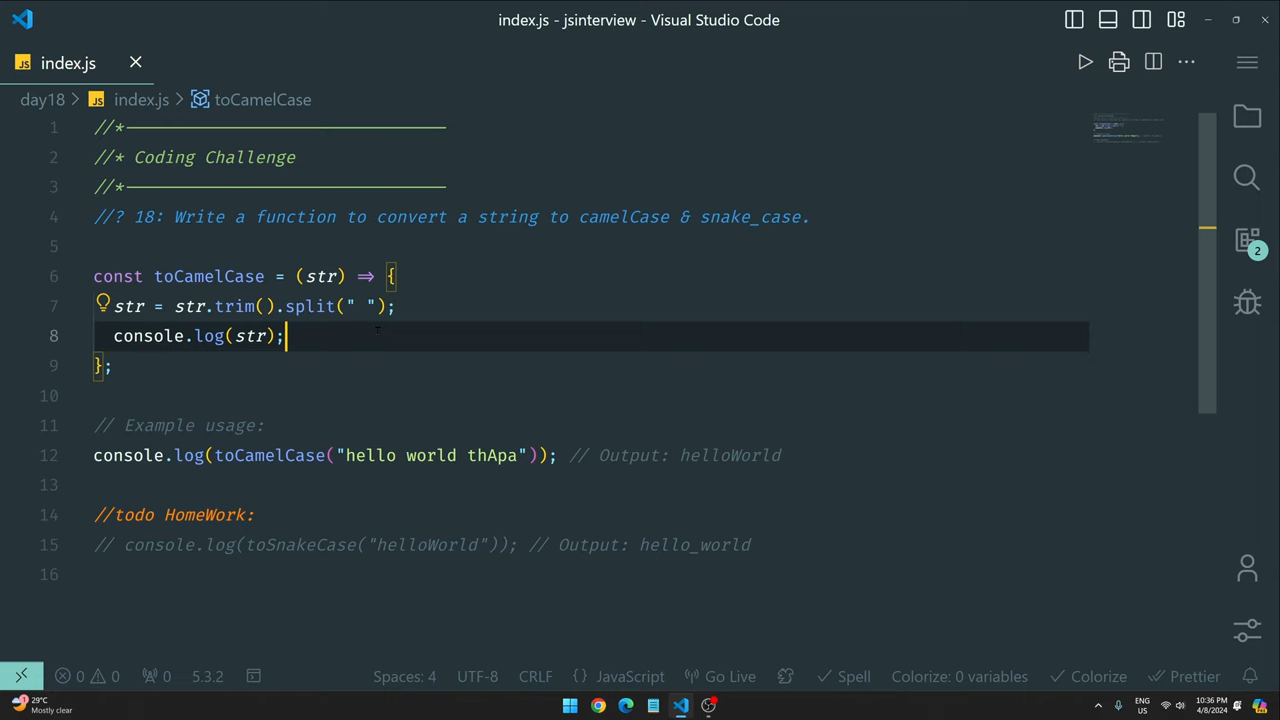 index.js - jsinterview - Visual Studio Code
JS index.js
day18 > JS index.js > toCamelCase
1 //*
2 //* Coding Challenge
3 //*
4 //? 18: Write a function to convert a string to camelCase & snake_case.
5
6 const toCamelCase = (str) => {
7 str = str.trim().split(" ");
8 console.log(str);
9 };
10
11 // Example usage:
12 console.log(toCamelCase("hello world thApa")); // Output: helloWorld
13
14 //todo HomeWork:
15 // console.log(toSnakeCase("helloWorld")); // Output: hello_world
16
2
0 0 0 5.3.2 Spaces: 4 UTF-8 CRLF {} JavaScript Go Live Spell Colorize: 0 variables Colorize Prettier
1 29°C
Mostly clear
ENG
US
10:36 PM
4/8/2024